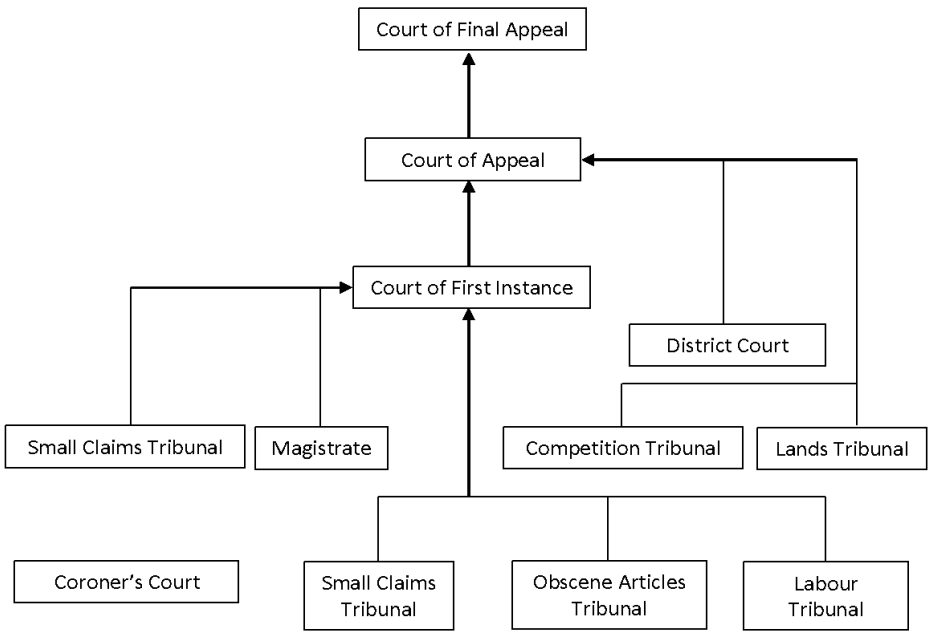 Court of Final Appeal
Court of Appeal
Court of First Instance
District Court
Small Claims Tribunal
Magistrate
Competition Tribunal
Lands Tribunal
Coroner's Court
Small Claims
Tribunal
Obscene Articles
Tribunal
Labour
Tribunal